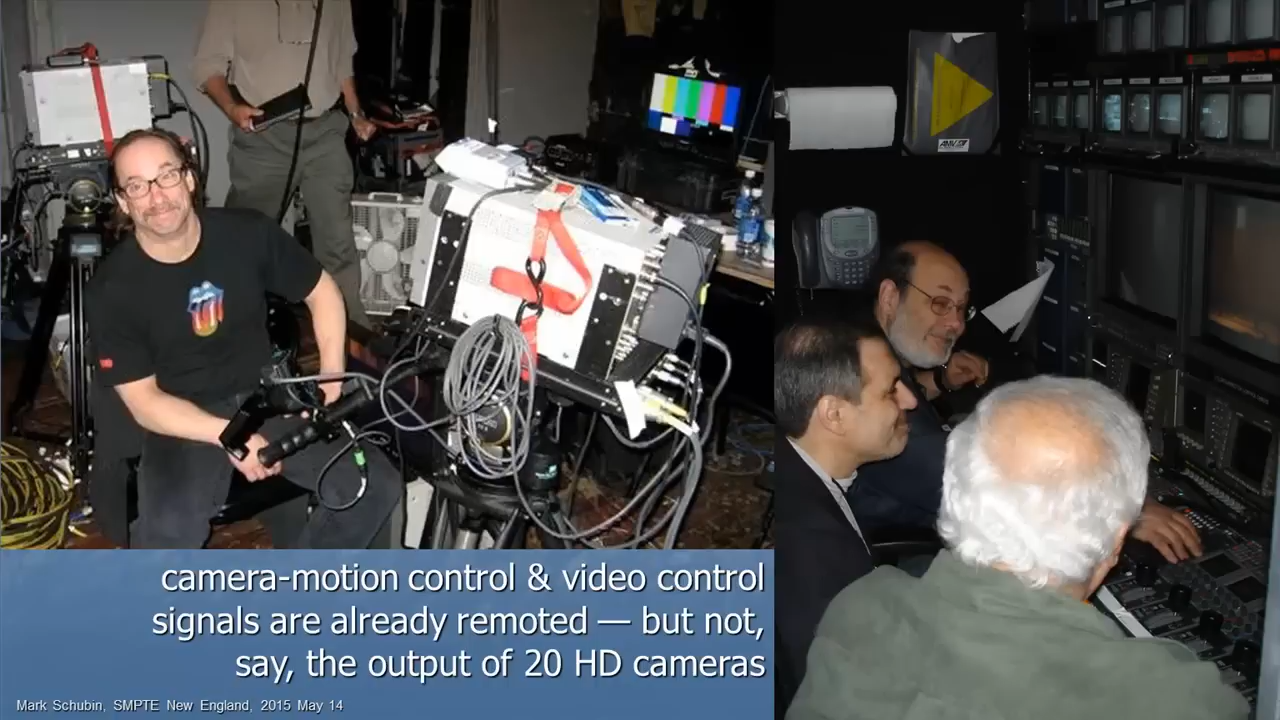 camera-motion control & video control
signals are already remoted — but not,
say, the output of 20 HD cameras
Mark Schubin, SMPTE New England, 2015 May 14